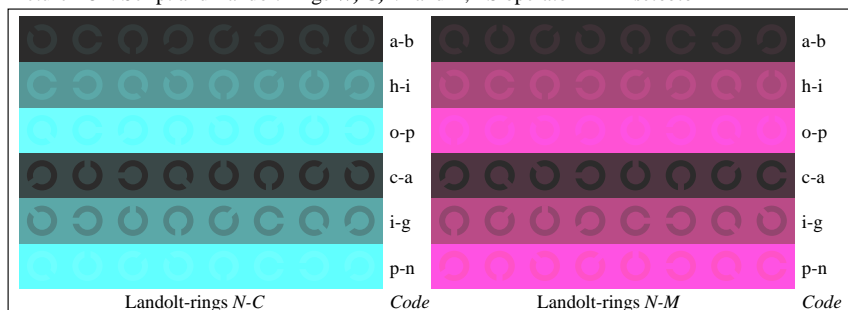 a-b a-b
h-i h-i
o-p o-p
c-a c-a
i-g i-g
p-n p-n
Landolt-rings N-C Code Landolt-rings N-M Code